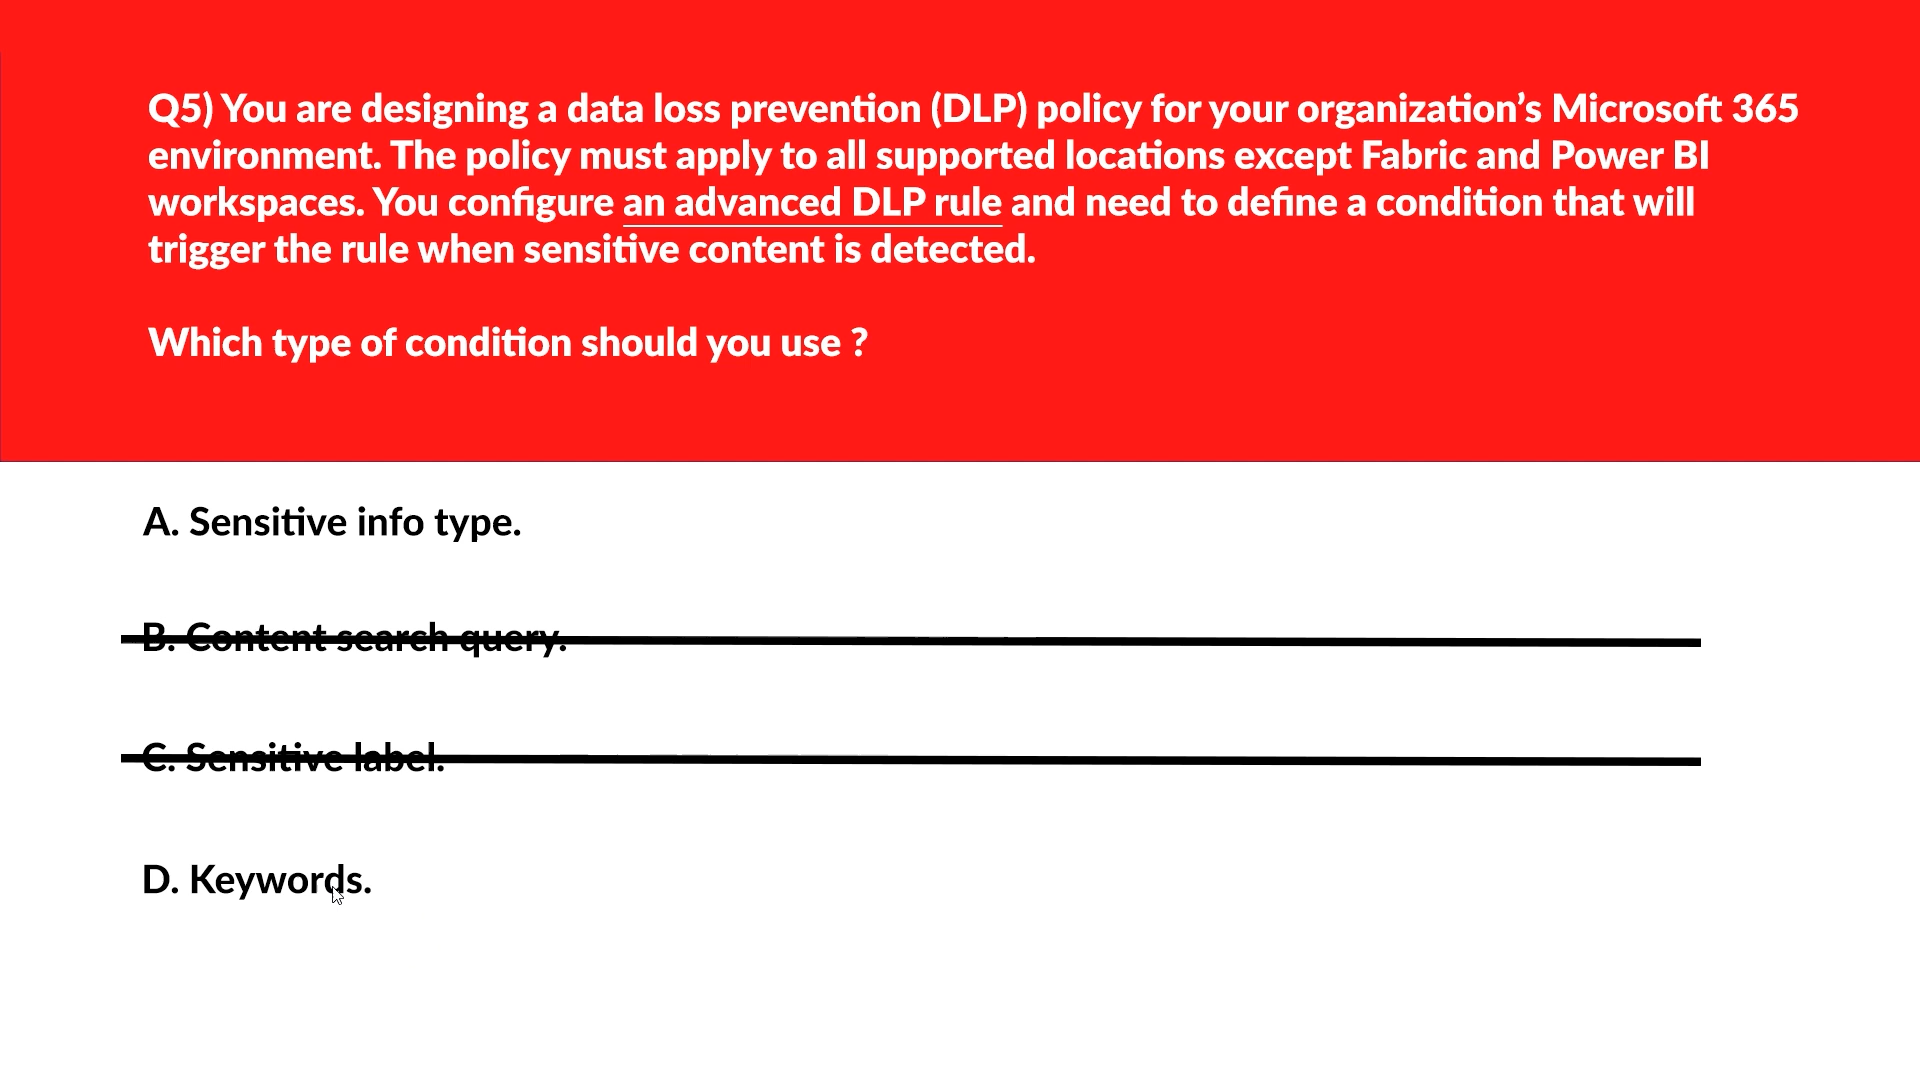 Q5) You are designing a data loss prevention (DLP) policy for your organization’s Microsoft 365
environment. The policy must apply to all supported locations except Fabric and Power BI
workspaces. You configure an advanced DLP rule and need to define a condition that will
trigger the rule when sensitive content is detected.
Which type of condition should you use ?
A. Sensitive info type.
B. Content search query.
C. Sensitive label.
D. Keywords.